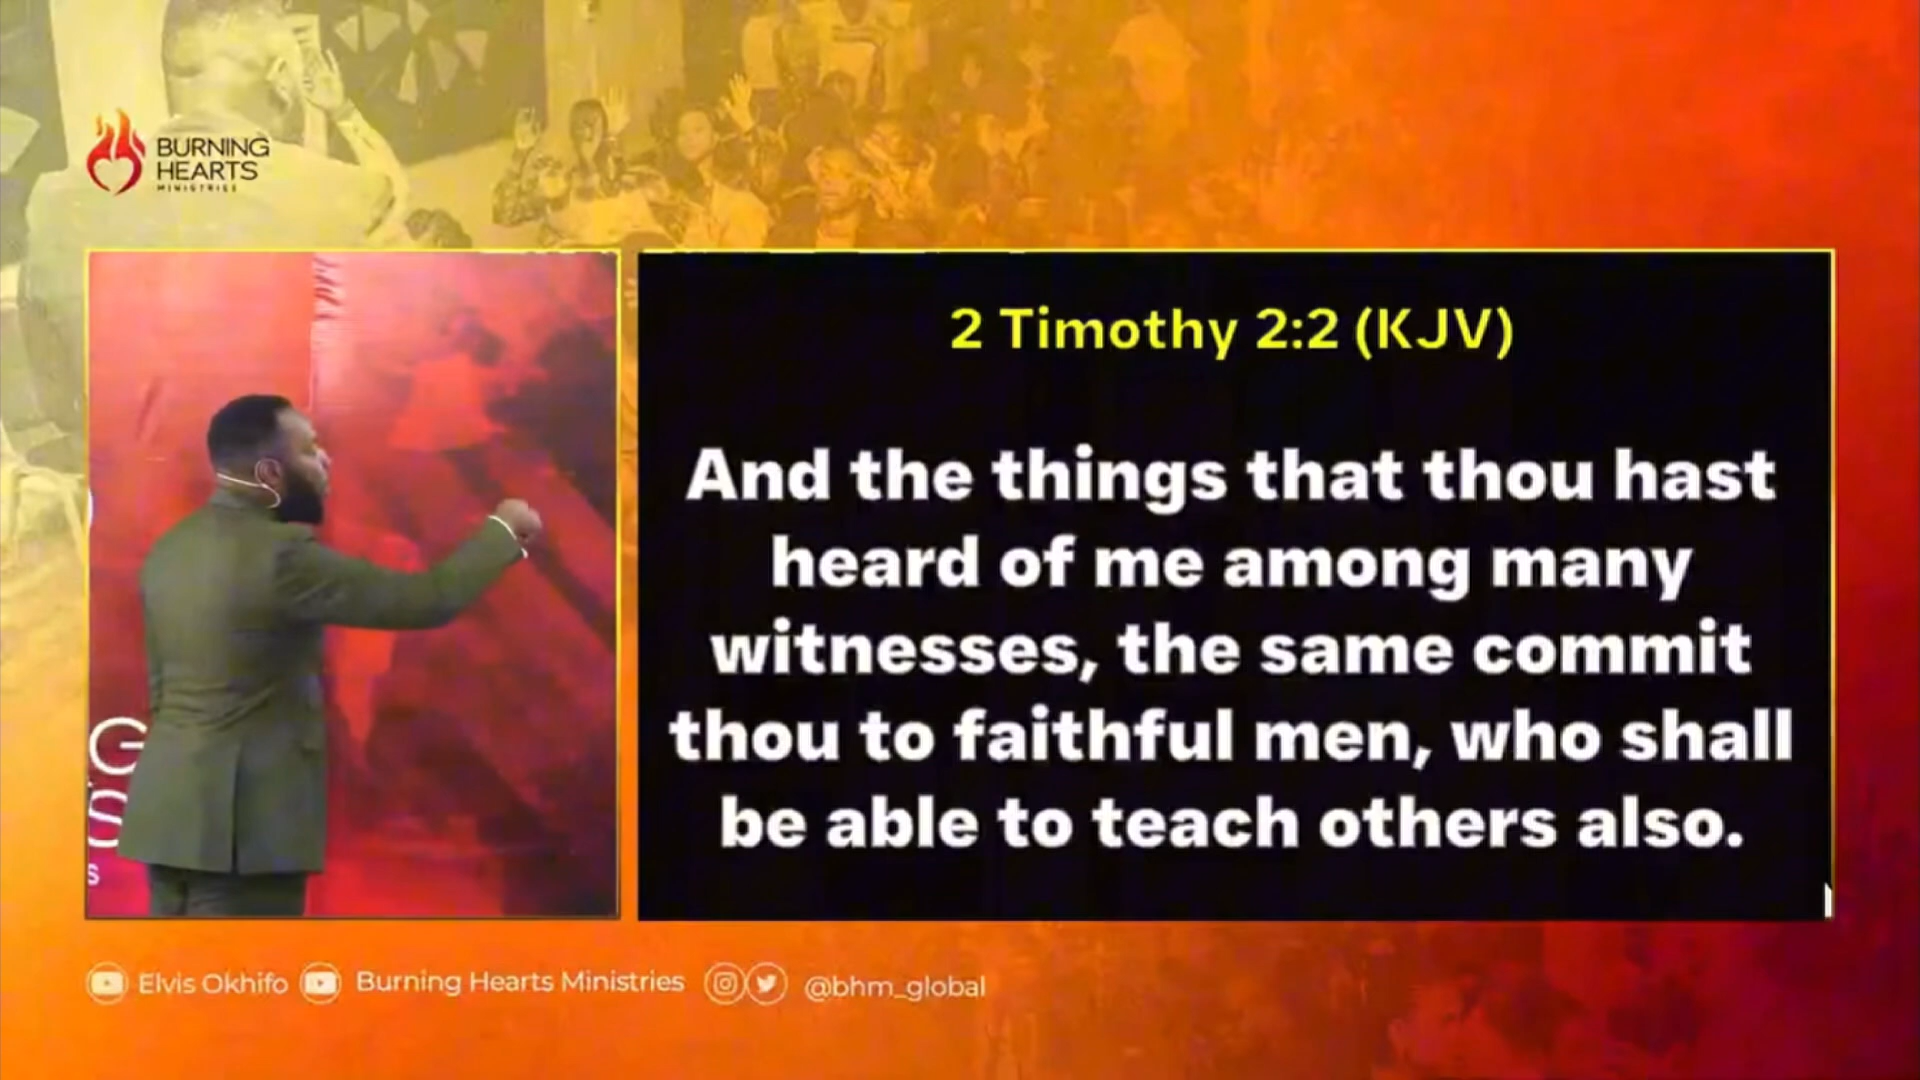 BURNING
HEARTS
MINISTRIES
2 Timothy 2:2 (KJV)
And the things that thou hast
heard of me among many
witnesses, the same commit
thou to faithful men, who shall
be able to teach others also.
G
S
s
Elvis Okhifo Burning Hearts Ministries @bhm_global